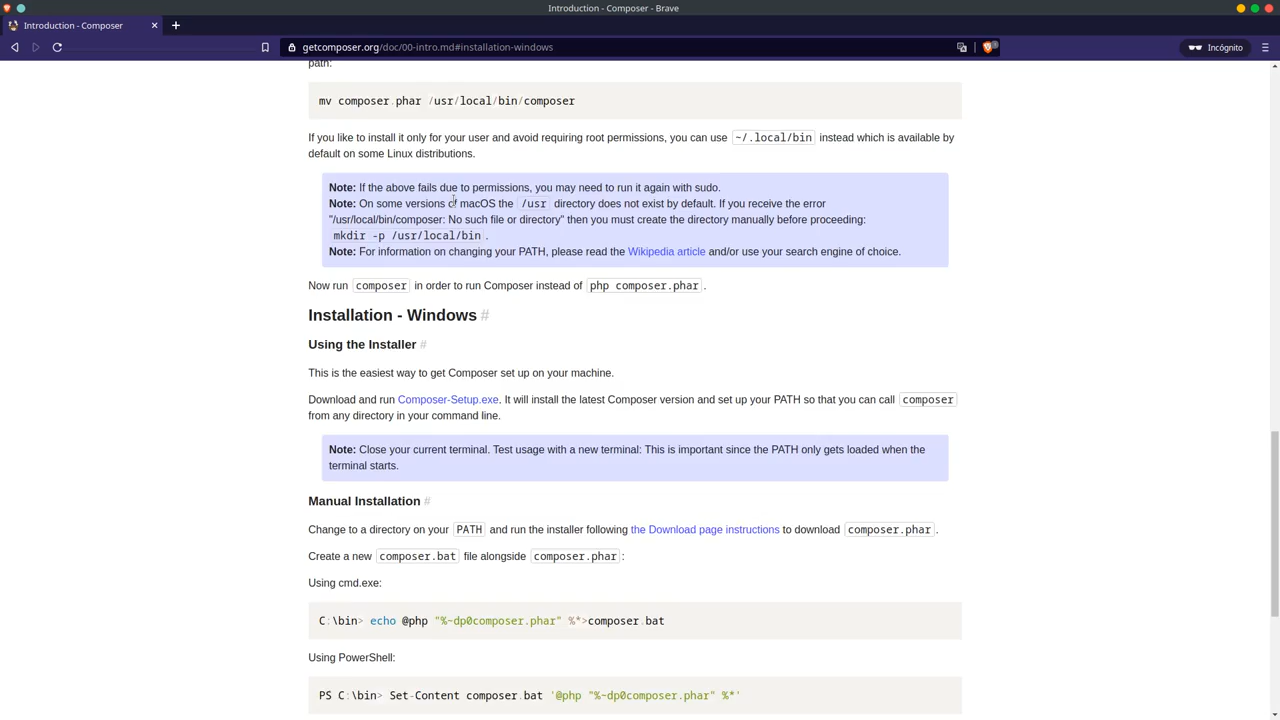 Introduction - Composer - Brave
Introduction - Composer
getcomposer.org/doc/00-intro.md#installation-windows
Incógnito
path:
mv composer.phar /usr/local/bin/composer
If you like to install it only for your user and avoid requiring root permissions, you can use ~/.local/bin instead which is available by
default on some Linux distributions.
Note: If the above fails due to permissions, you may need to run it again with sudo.
Note: On some versions of macOS the /usr directory does not exist by default. If you receive the error
"/usr/local/bin/composer: No such file or directory" then you must create the directory manually before proceeding:
mkdir -p /usr/local/bin.
Note: For information on changing your PATH, please read the Wikipedia article and/or use your search engine of choice.
Now run composer in order to run Composer instead of php composer.phar.
Installation - Windows #
Using the Installer #
This is the easiest way to get Composer set up on your machine.
Download and run Composer-Setup.exe. It will install the latest Composer version and set up your PATH so that you can call composer
from any directory in your command line.
Note: Close your current terminal. Test usage with a new terminal: This is important since the PATH only gets loaded when the
terminal starts.
Manual Installation #
Change to a directory on your PATH and run the installer following the Download page instructions to download composer.phar.
Create a new composer.bat file alongside composer.phar:
Using cmd.exe:
C:\bin> echo @php "%~dp0composer.phar" %*>composer.bat
Using PowerShell:
PS C:\bin> Set-Content composer.bat '@php "%~dp0composer.phar" %*'